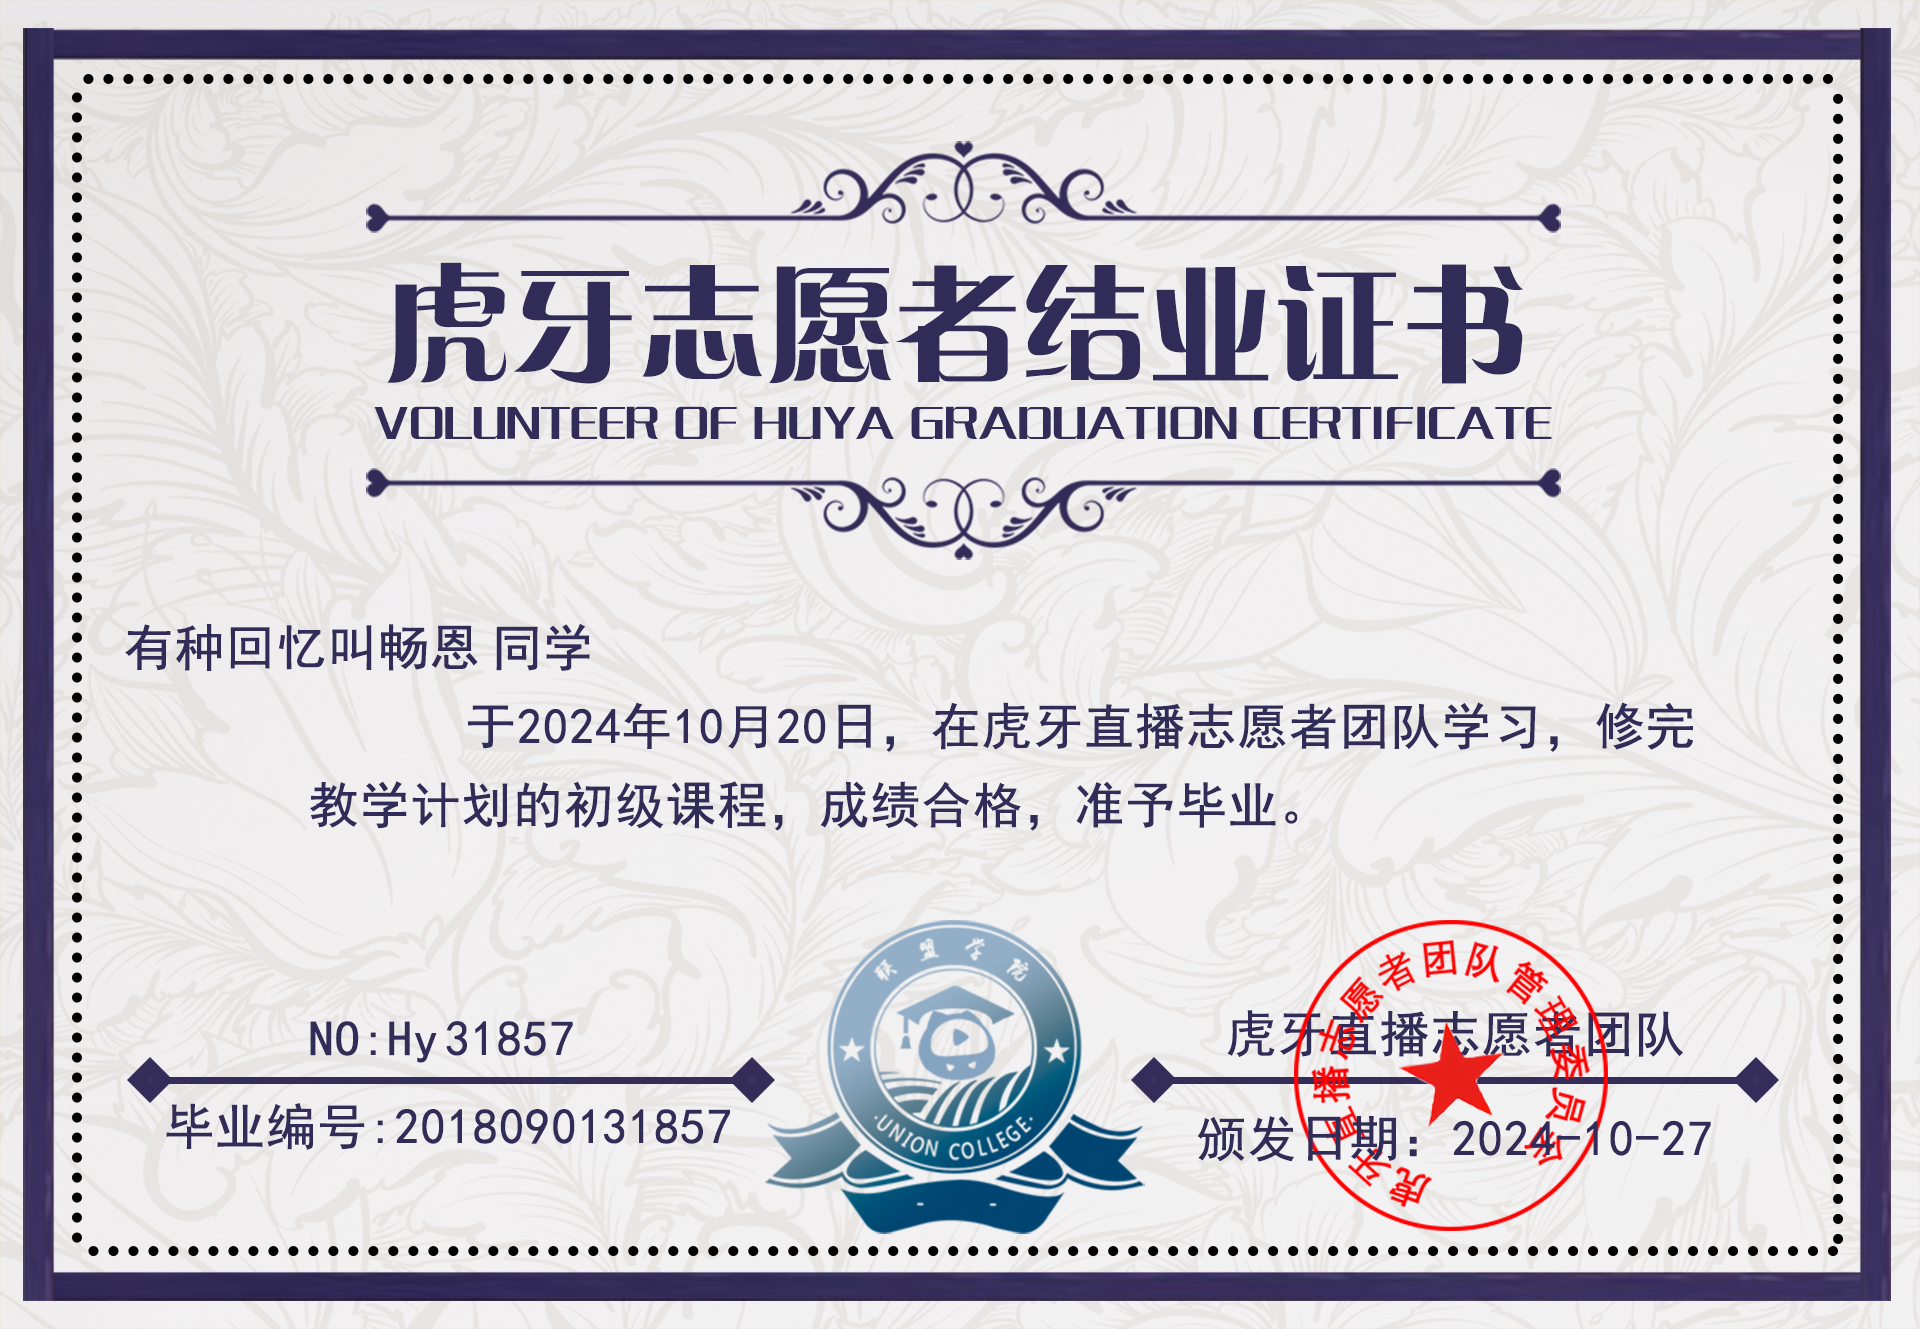 虎牙志愿者结业证书
VOLUNTEER OF HUYA GRADUATION CERTIFICATE
有种回忆叫畅恩 同学
于2024年10月20日，在虎牙直播志愿者团队学习，修完
教学计划的初级课程，成绩合格，准予毕业。
NO:Hy31857
毕业编号:2018090131857
联盟学院
·UNION COLLEGE·
虎牙直播志愿者团队
颁发日期：2024-10-27
虎牙直播志愿者团队管理委员会